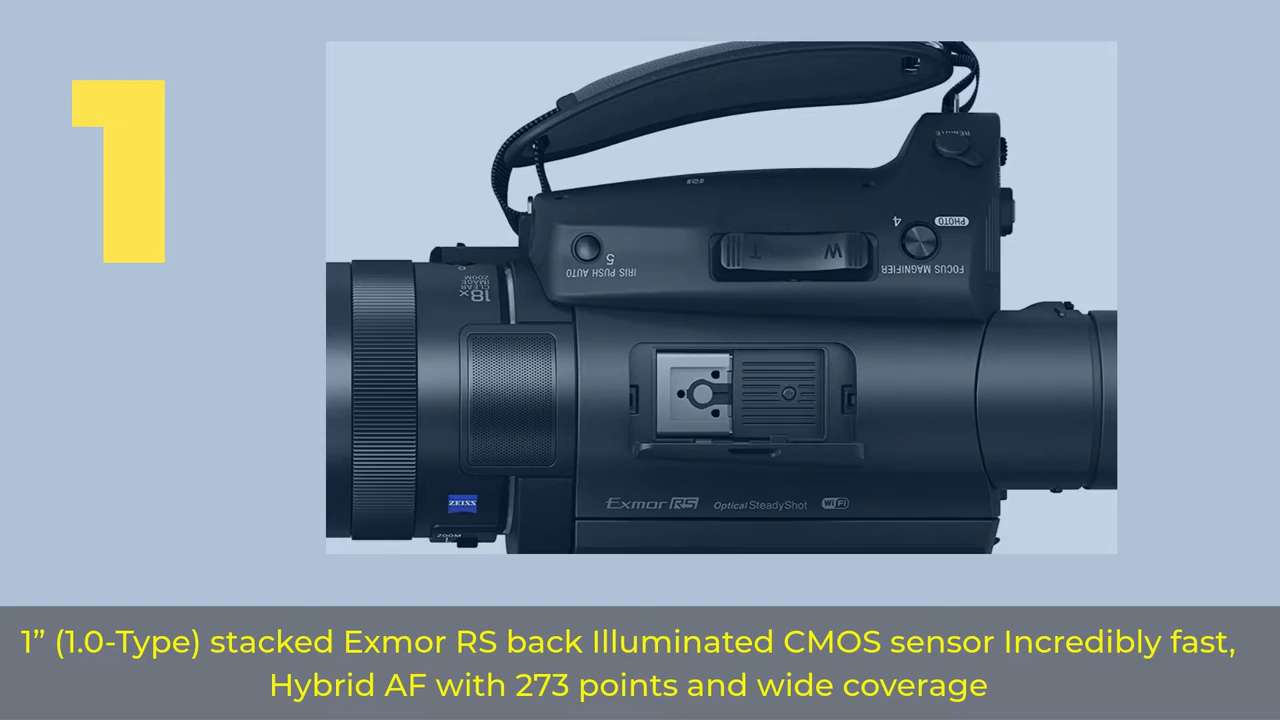 1
REMOTE
PHOTO
4
FOCUS MAGNIFIER
W T
5
IRIS PUSH AUTO
18x
CLEAR
IMAGE
ZOOM
ZEISS
ZOOM
Exmor RS Optical SteadyShot Wi Fi
1” (1.0-Type) stacked Exmor RS back Illuminated CMOS sensor Incredibly fast,
Hybrid AF with 273 points and wide coverage